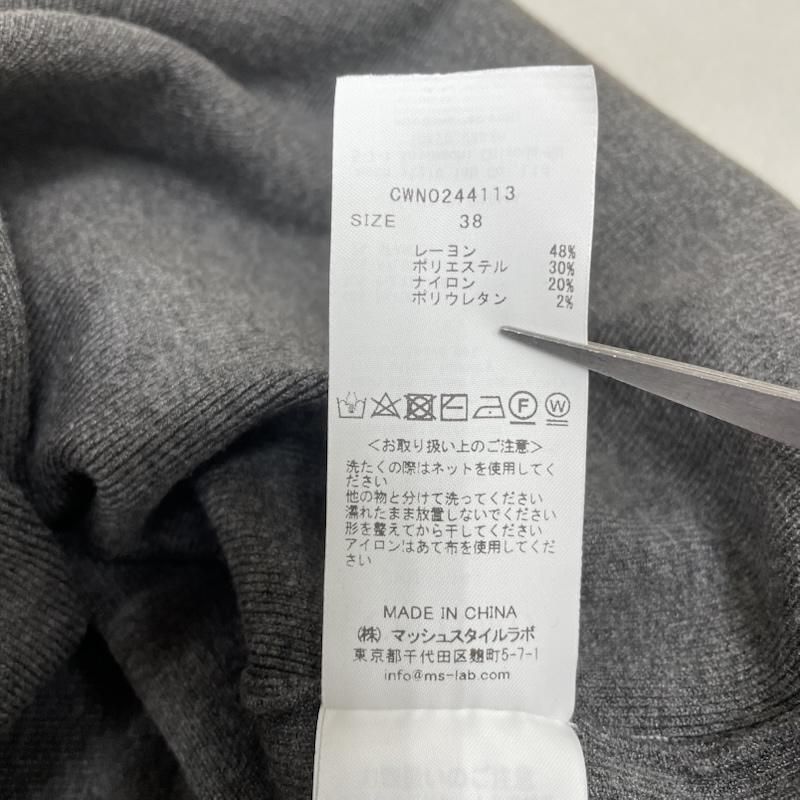 CWNO244113
SIZE 38
レーヨン 48%
ポリエステル 30%
ナイロン 20%
ポリウレタン 2%
F W
<お取り扱い上のご注意>
洗たくの際はネットを使用してく
ださい
他の物と分けて洗ってください
濡れたまま放置しないでください
形を整えてから干してください
アイロンはあて布を使用してくだ
さい
MADE IN CHINA
(株) マッシュスタイルラボ
東京都千代田区麹町5-7-1
info@ms-lab.com